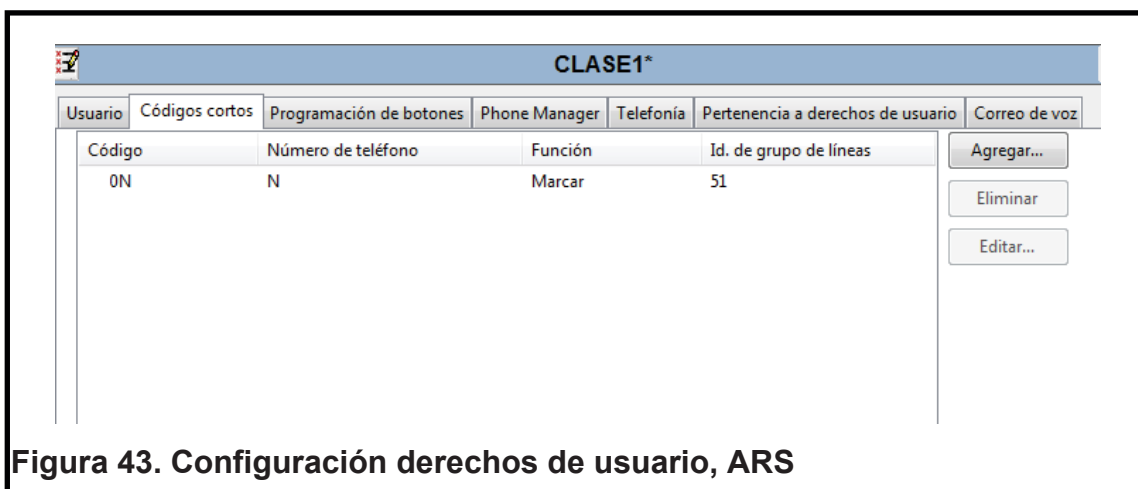 CLASE1*
Usuario Códigos cortos Programación de botones Phone Manager Telefonía Pertenencia a derechos de usuario Correo de voz
Código Número de teléfono Función Id. de grupo de líneas Agregar...
0N N Marcar 51
Eliminar
Editar...
Figura 43. Configuración derechos de usuario, ARS